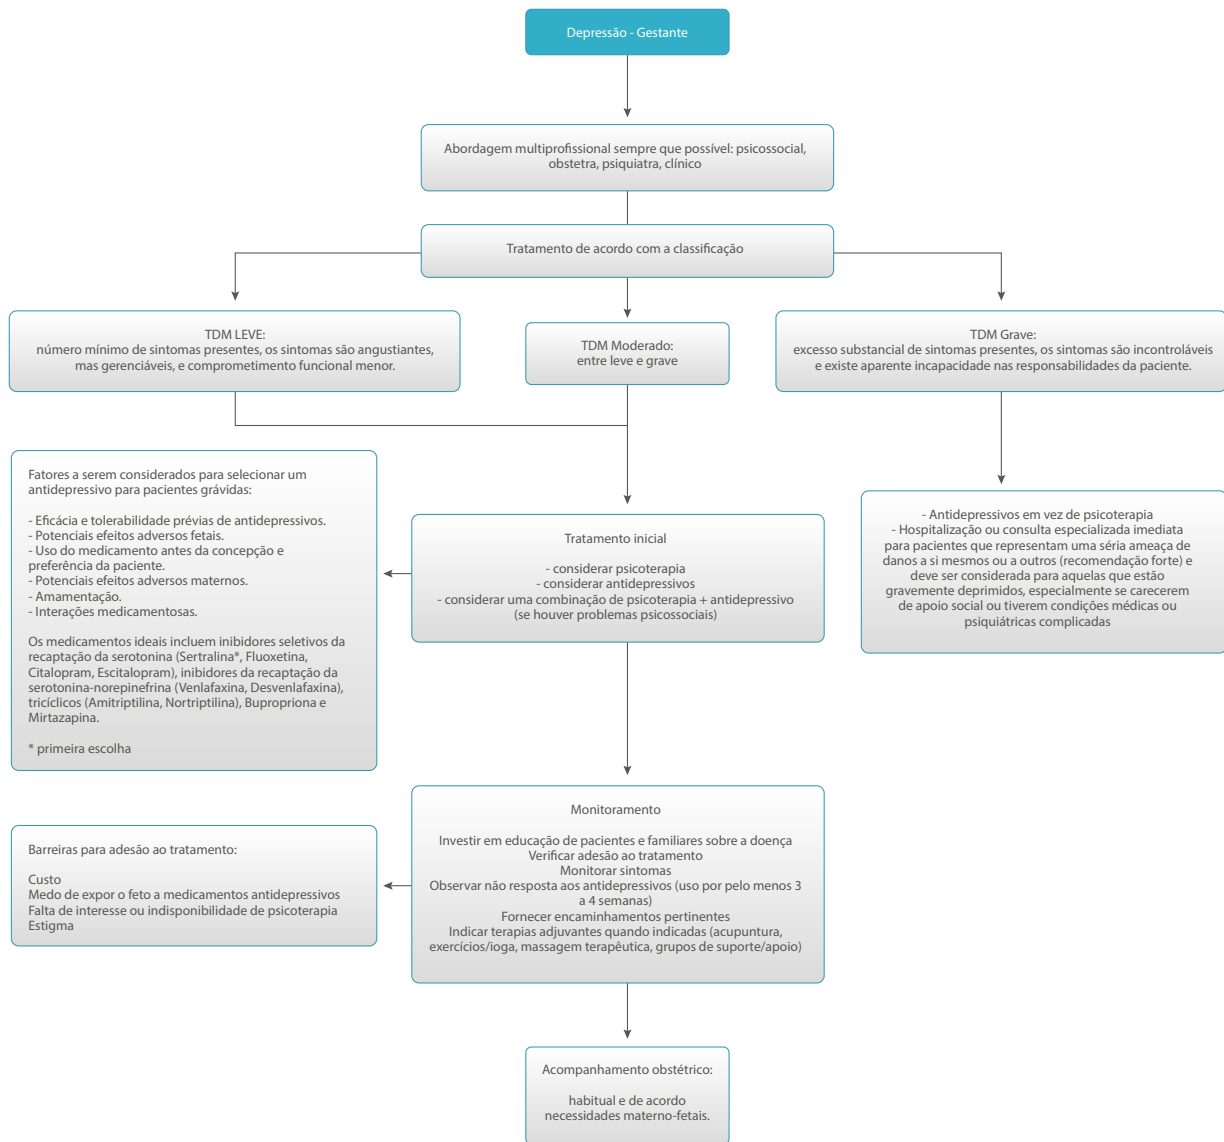 Depressão - Gestante
Abordagem multiprofissional sempre que possível: psicossocial,
obstetra, psiquiatra, clínico
Tratamento de acordo com a classificação
TDM LEVE:
número mínimo de sintomas presentes, os sintomas são angustiantes,
mas gerenciáveis, e comprometimento funcional menor.
TDM Moderado:
entre leve e grave
TDM Grave:
excesso substancial de sintomas presentes, os sintomas são incontroláveis
e existe aparente incapacidade nas responsabilidades da paciente.
Fatores a serem considerados para selecionar um
antidepressivo para pacientes grávidas:
- Eficácia e tolerabilidade prévias de antidepressivos.
- Potenciais efeitos adversos fetais.
- Uso do medicamento antes da concepção e
preferência da paciente.
- Potenciais efeitos adversos maternos.
- Amamentação.
- Interações medicamentosas.
Os medicamentos ideais incluem inibidores seletivos da
recaptação da serotonina (Sertralina*, Fluoxetina,
Citalopram, Escitalopram), inibidores da recaptação da
serotonina-norepinefrina (Venlafaxina, Desvenlafaxina),
tricíclicos (Amitriptilina, Nortriptilina), Bupropriona e
Mirtazapina.
* primeira escolha
Tratamento inicial
- considerar psicoterapia
- considerar antidepressivos
- considerar uma combinação de psicoterapia + antidepressivo
(se houver problemas psicossociais)
- Antidepressivos em vez de psicoterapia
- Hospitalização ou consulta especializada imediata
para pacientes que representam uma séria ameaça de
danos a si mesmos ou a outros (recomendação forte) e
deve ser considerada para aquelas que estão
gravemente deprimidos, especialmente se carecerem
de apoio social ou tiverem condições médicas ou
psiquiátricas complicadas
Barreiras para adesão ao tratamento:
Custo
Medo de expor o feto a medicamentos antidepressivos
Falta de interesse ou indisponibilidade de psicoterapia
Estigma
Monitoramento
Investir em educação de pacientes e familiares sobre a doença
Verificar adesão ao tratamento
Monitorar sintomas
Observar não resposta aos antidepressivos (uso por pelo menos 3
a 4 semanas)
Fornecer encaminhamentos pertinentes
Indicar terapias adjuvantes quando indicadas (acupuntura,
exercícios/ioga, massagem terapêutica, grupos de suporte/apoio)
Acompanhamento obstétrico:
habitual e de acordo
necessidades materno-fetais.